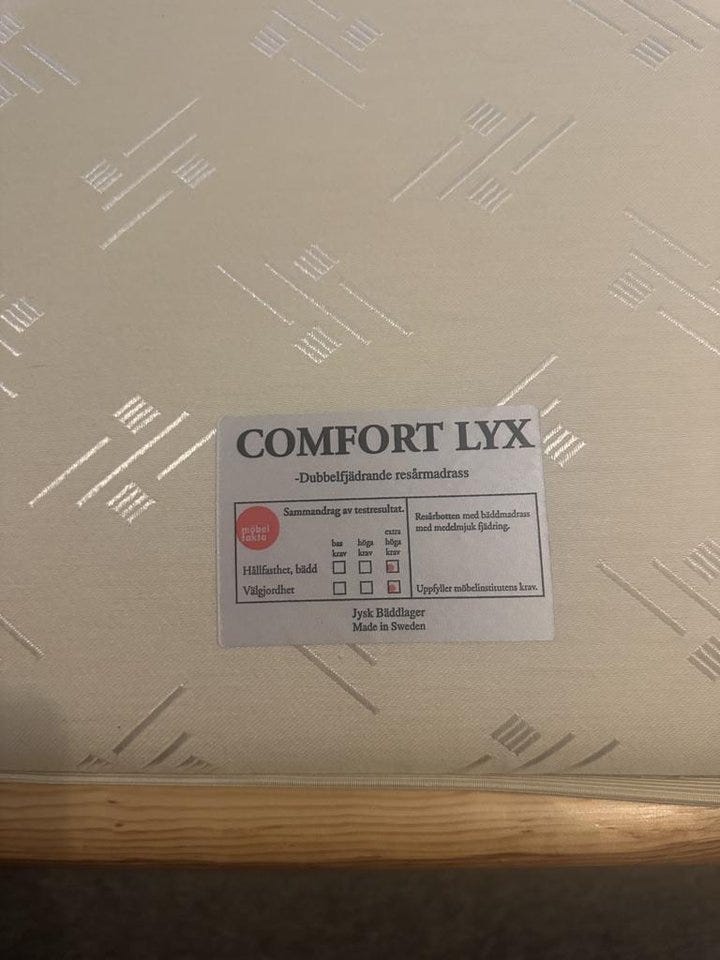 COMFORT LYX
-Dubbelfjädrande resårmadrass
möbel
fakta
Sammandrag av testresultat.
bas
krav
höga
krav
extra
höga
krav
Hållfasthet, bädd
Välgjordhet
Resårbotten med bäddmadrass
med medelmjuk fjädring.
Uppfyller möbelinstitutens krav.
Jysk Bäddlager
Made in Sweden